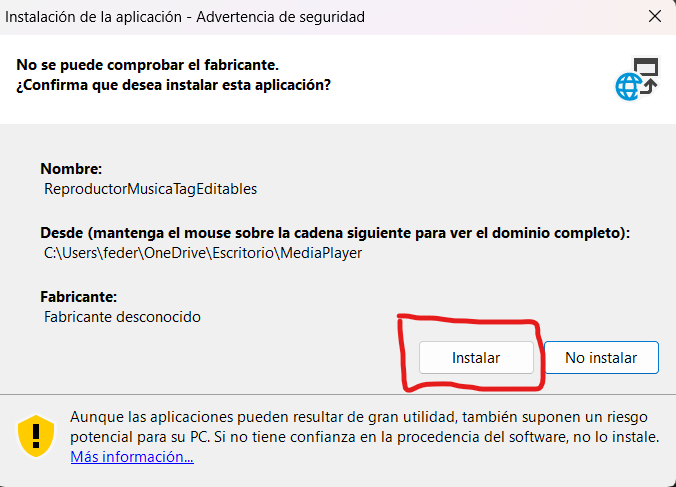 Instalación de la aplicación - Advertencia de seguridad
No se puede comprobar el fabricante.
¿Confirma que desea instalar esta aplicación?
Nombre:
ReproductorMusicaTagEditables
Desde (mantenga el mouse sobre la cadena siguiente para ver el dominio completo):
C:\Users\feder\OneDrive\Escritorio\MediaPlayer
Fabricante:
Fabricante desconocido
Instalar No instalar
Aunque las aplicaciones pueden resultar de gran utilidad, también suponen un riesgo
potencial para su PC. Si no tiene confianza en la procedencia del software, no lo instale.
Más información...